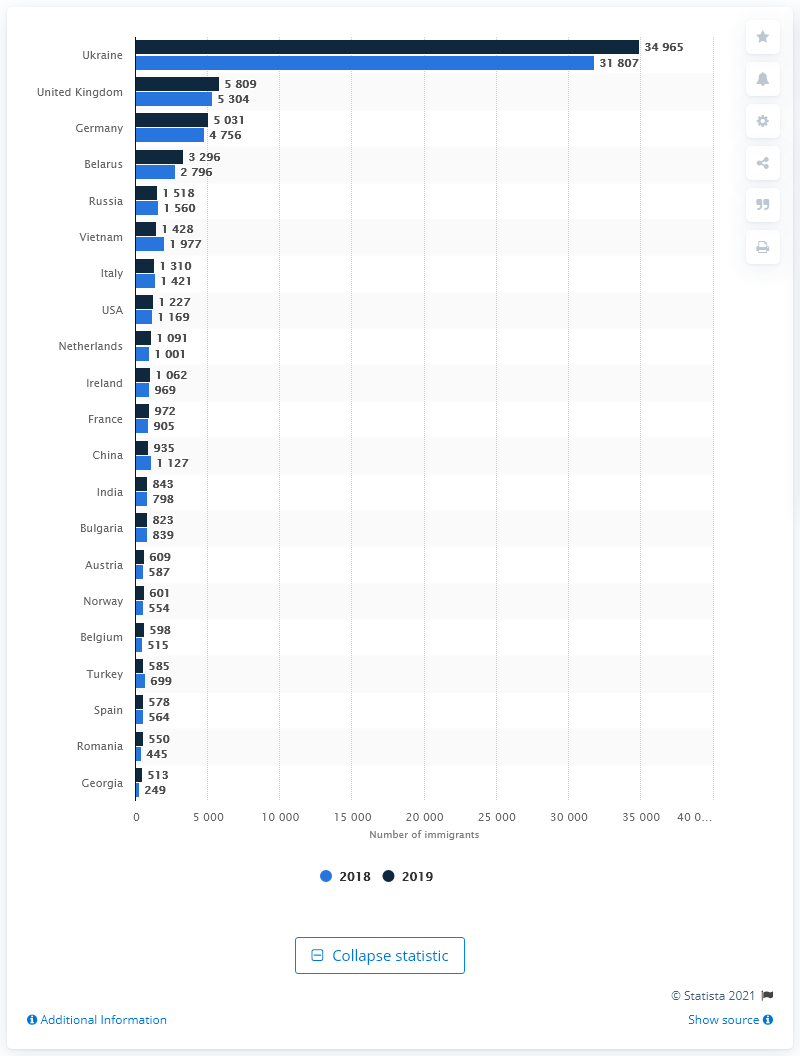 Ukraine
34 965
31 807
United Kingdom
5 809
5 304
Germany
5 031
4 756
Belarus
3 296
2 796
Russia
1 518
1 560
Vietnam
1 428
1 977
Italy
1 310
1 421
USA
1 227
1 169
Netherlands
1 091
1 001
Ireland
1 062
969
France
972
905
China
935
1 127
India
843
798
Bulgaria
823
839
Austria
609
587
Norway
601
554
Belgium
598
515
Turkey
585
699
Spain
578
564
Romania
550
445
Georgia
513
249
0 5 000 10 000 15 000 20 000 25 000 30 000 35 000 40 0…
Number of immigrants
2018 2019
Collapse statistic
© Statista 2021
Additional Information Show source